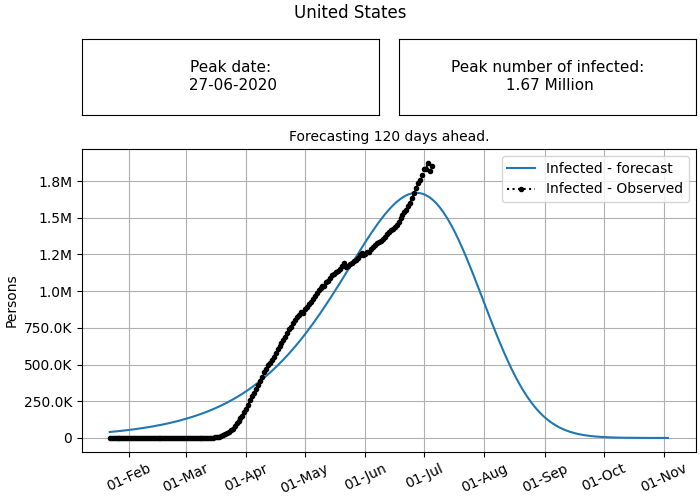 United States
Peak date:
27-06-2020
Peak number of infected:
1.67 Million
Forecasting 120 days ahead.
Infected - forecast
Infected - Observed
Persons
1.8M
1.5M
1.2M
1.0M
750.0K
500.0K
250.0K
0
01-Feb
01-Mar
01-Apr
01-May
01-Jun
01-Jul
01-Aug
01-Sep
01-Oct
01-Nov